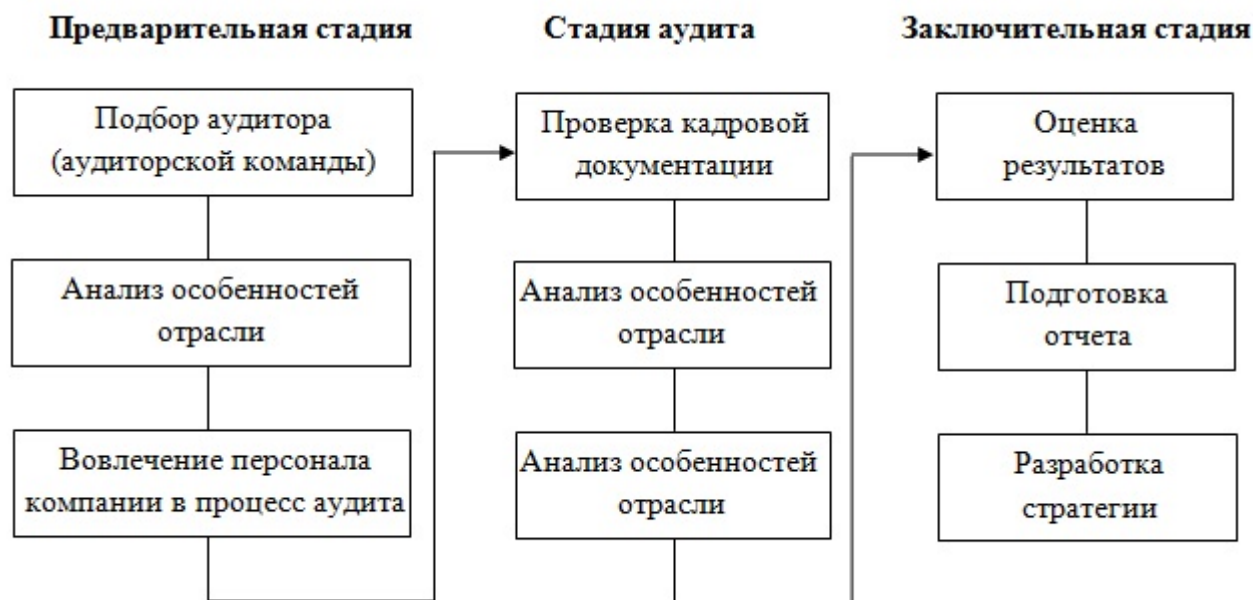 Предварительная стадия
Подбор аудитора
(аудиторской команды)
Анализ особенностей
отрасли
Вовлечение персонала
компании в процесс аудита
Стадия аудита
Проверка кадровой
документации
Анализ особенностей
отрасли
Анализ особенностей
отрасли
Заключительная стадия
Оценка
результатов
Подготовка
отчета
Разработка
стратегии